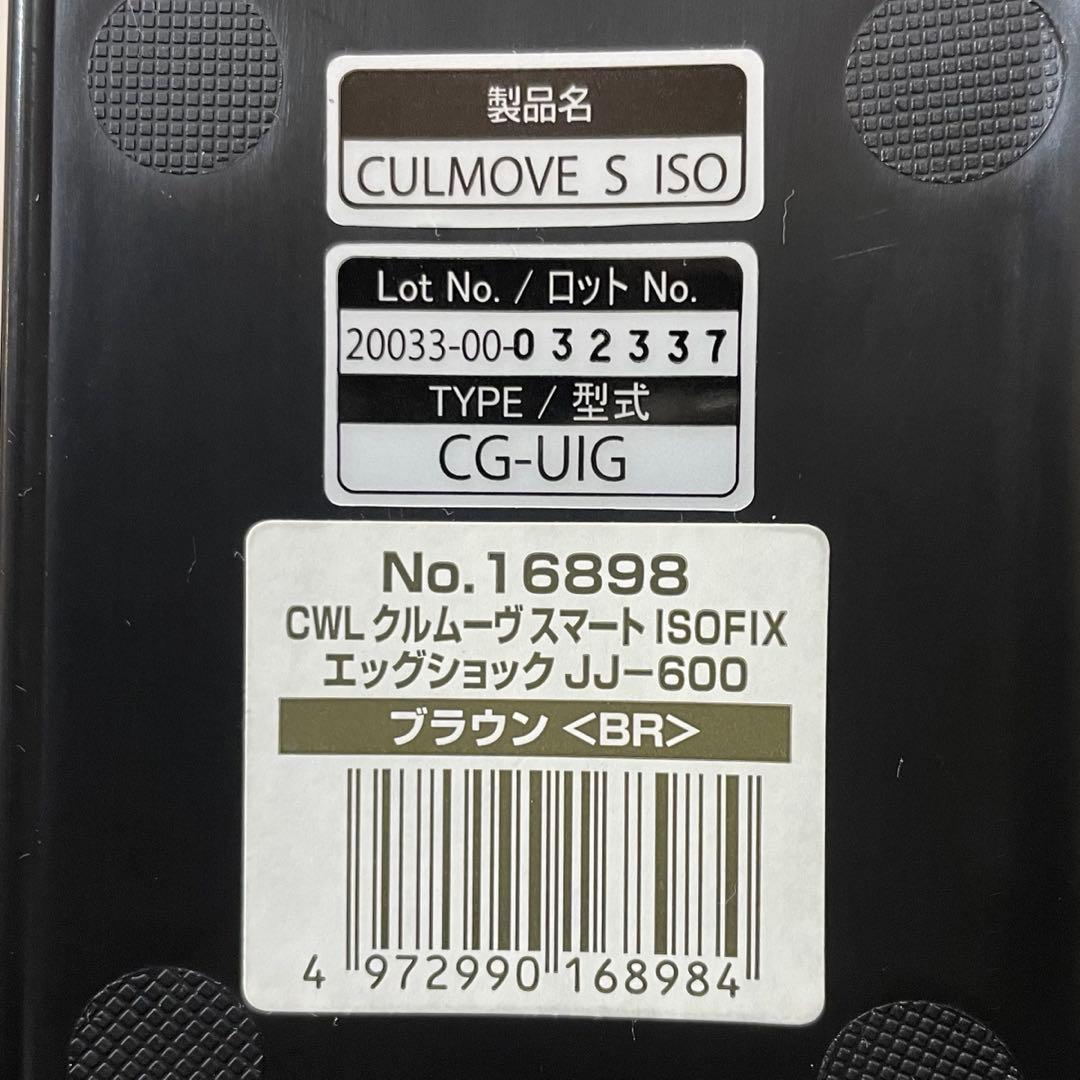 製品名
CULMOVE S ISO
Lot No. / ロット No.
20033-00-032337
TYPE / 型式
CG-UIG
No.16898
CWL クルムーヴ スマート ISOFIX
エッグショック JJ-600
ブラウン <BR>
4 972990 168984